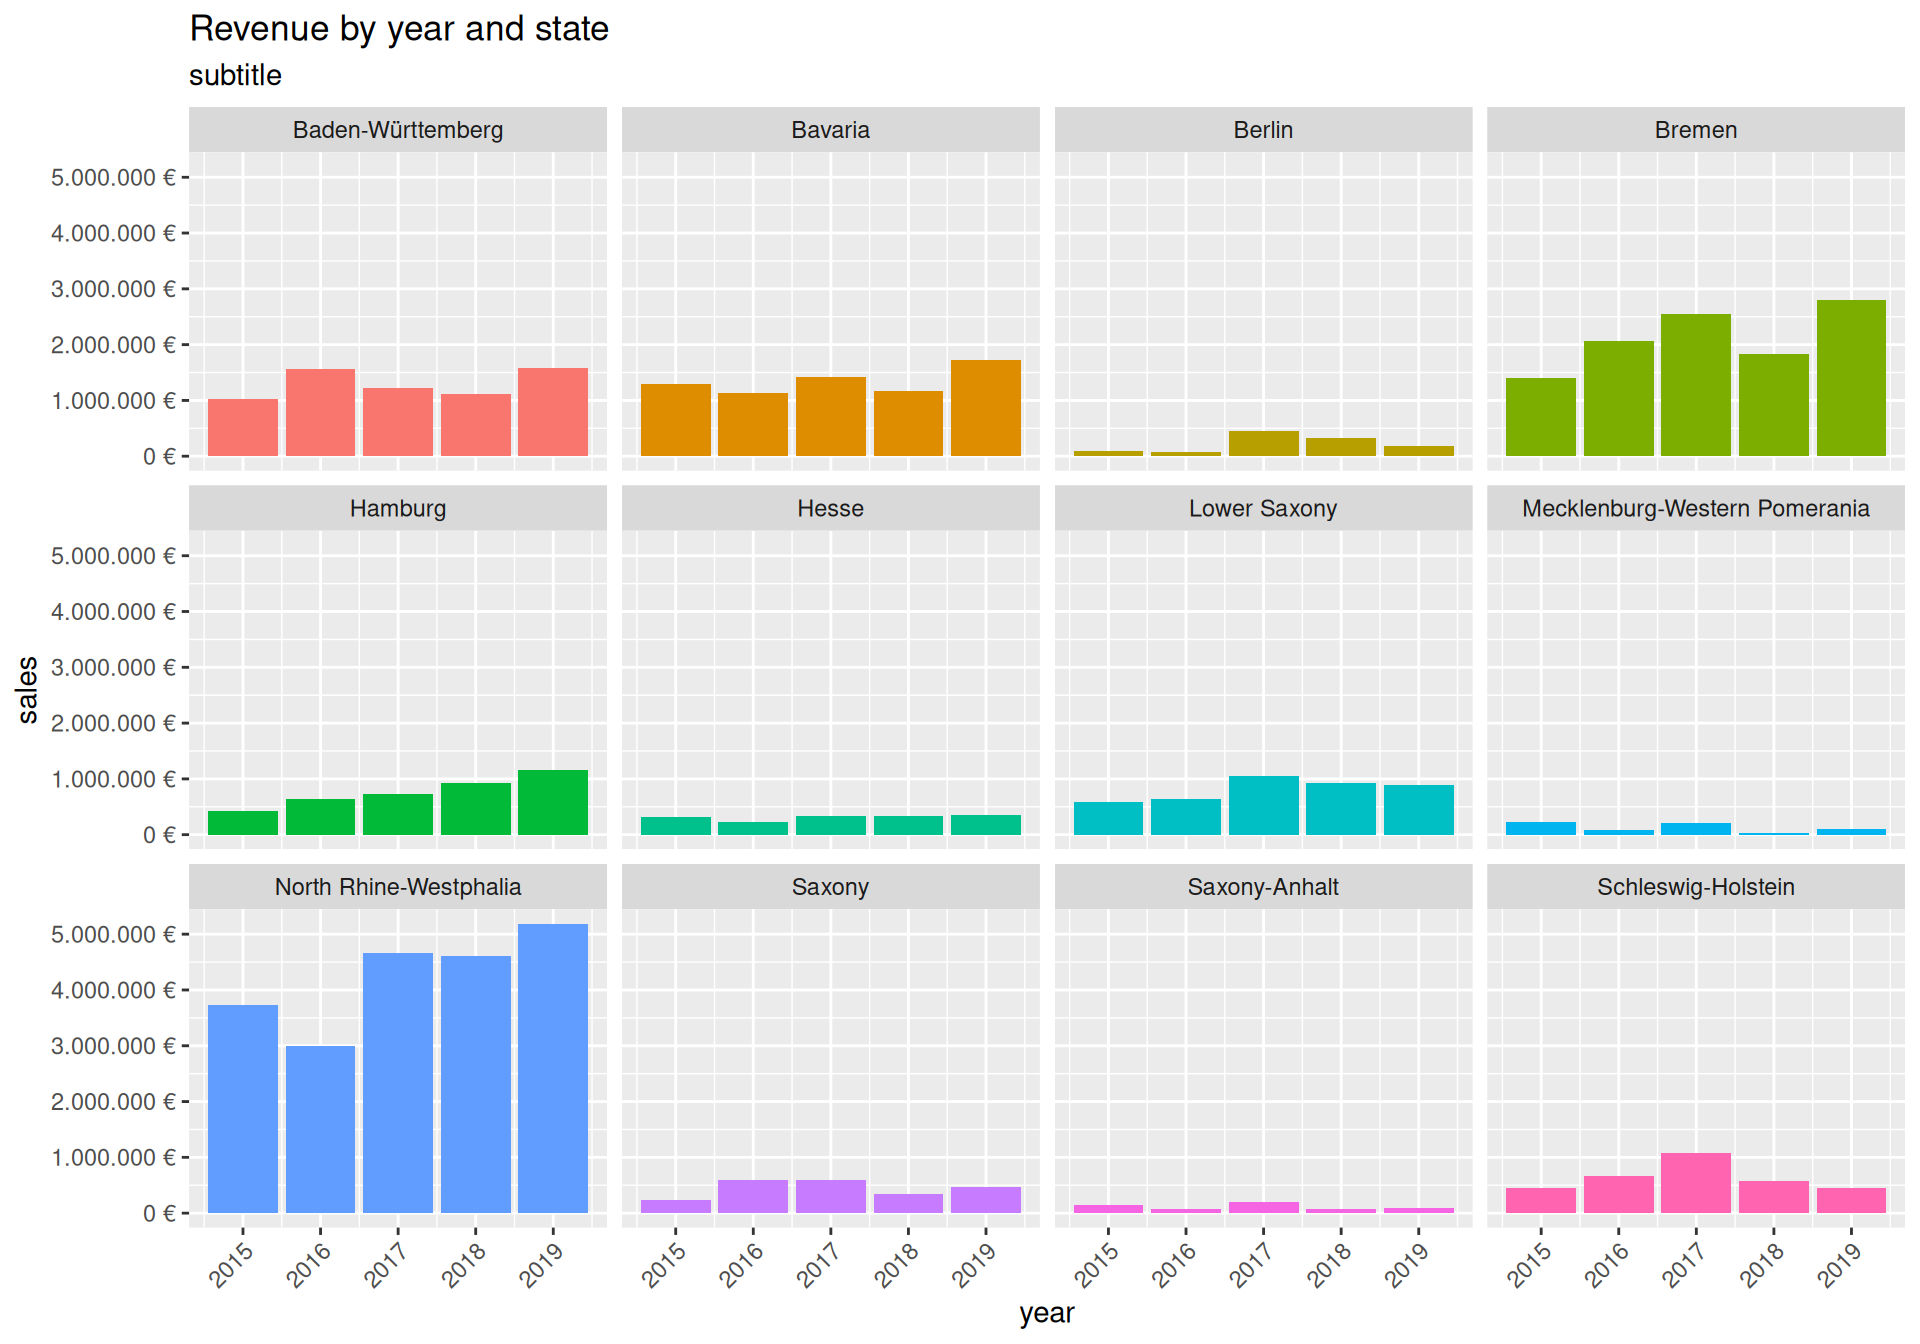 Revenue by year and state
subtitle
Baden-Württemberg
Bavaria
Berlin
Bremen
5.000.000 €
4.000.000 €
3.000.000 €
2.000.000 €
1.000.000 €
0 €
Hamburg
Hesse
Lower Saxony
Mecklenburg-Western Pomerania
5.000.000 €
4.000.000 €
3.000.000 €
2.000.000 €
1.000.000 €
0 €
sales
North Rhine-Westphalia
Saxony
Saxony-Anhalt
Schleswig-Holstein
5.000.000 €
4.000.000 €
3.000.000 €
2.000.000 €
1.000.000 €
0 €
2015 2016 2017 2018 2019
2015 2016 2017 2018 2019
2015 2016 2017 2018 2019
2015 2016 2017 2018 2019
year